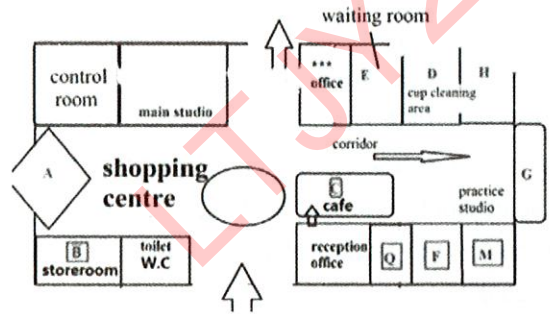 waiting room
control
room
main studio
***
office
E
D
H
cup cleaning
area
corridor
A
shopping
centre
C
cafe
practice
studio
G
B
storeroom
toilet
W.C
reception
office
Q
F
M
LTJYZ